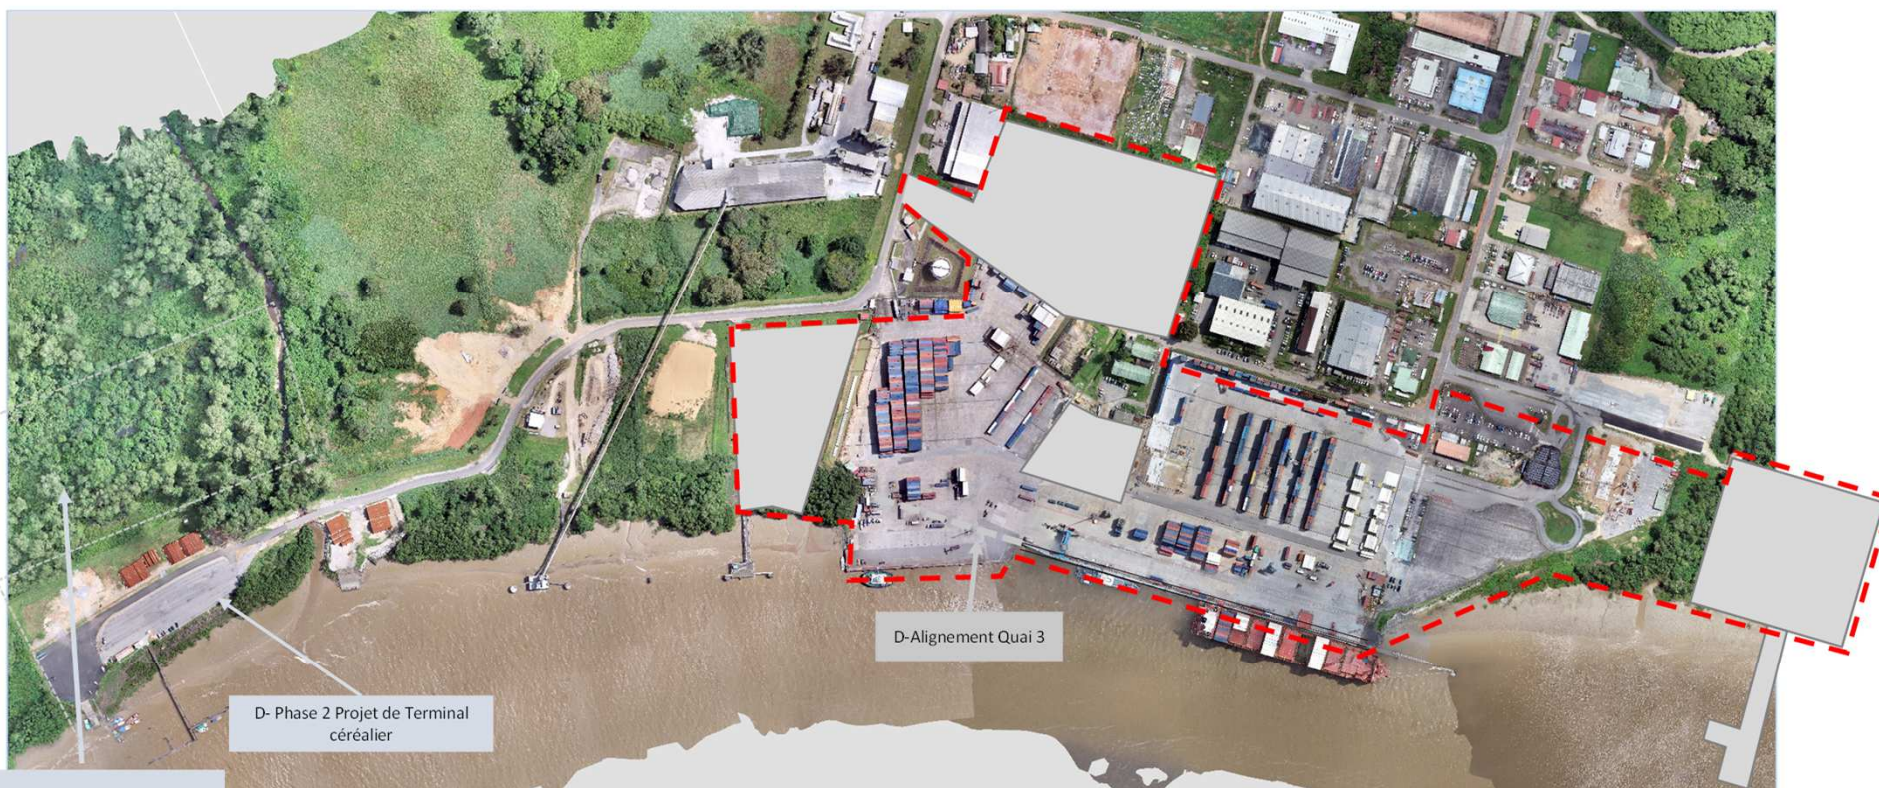 D-Alignement Quai 3
D- Phase 2 Projet de Terminal
céréalier